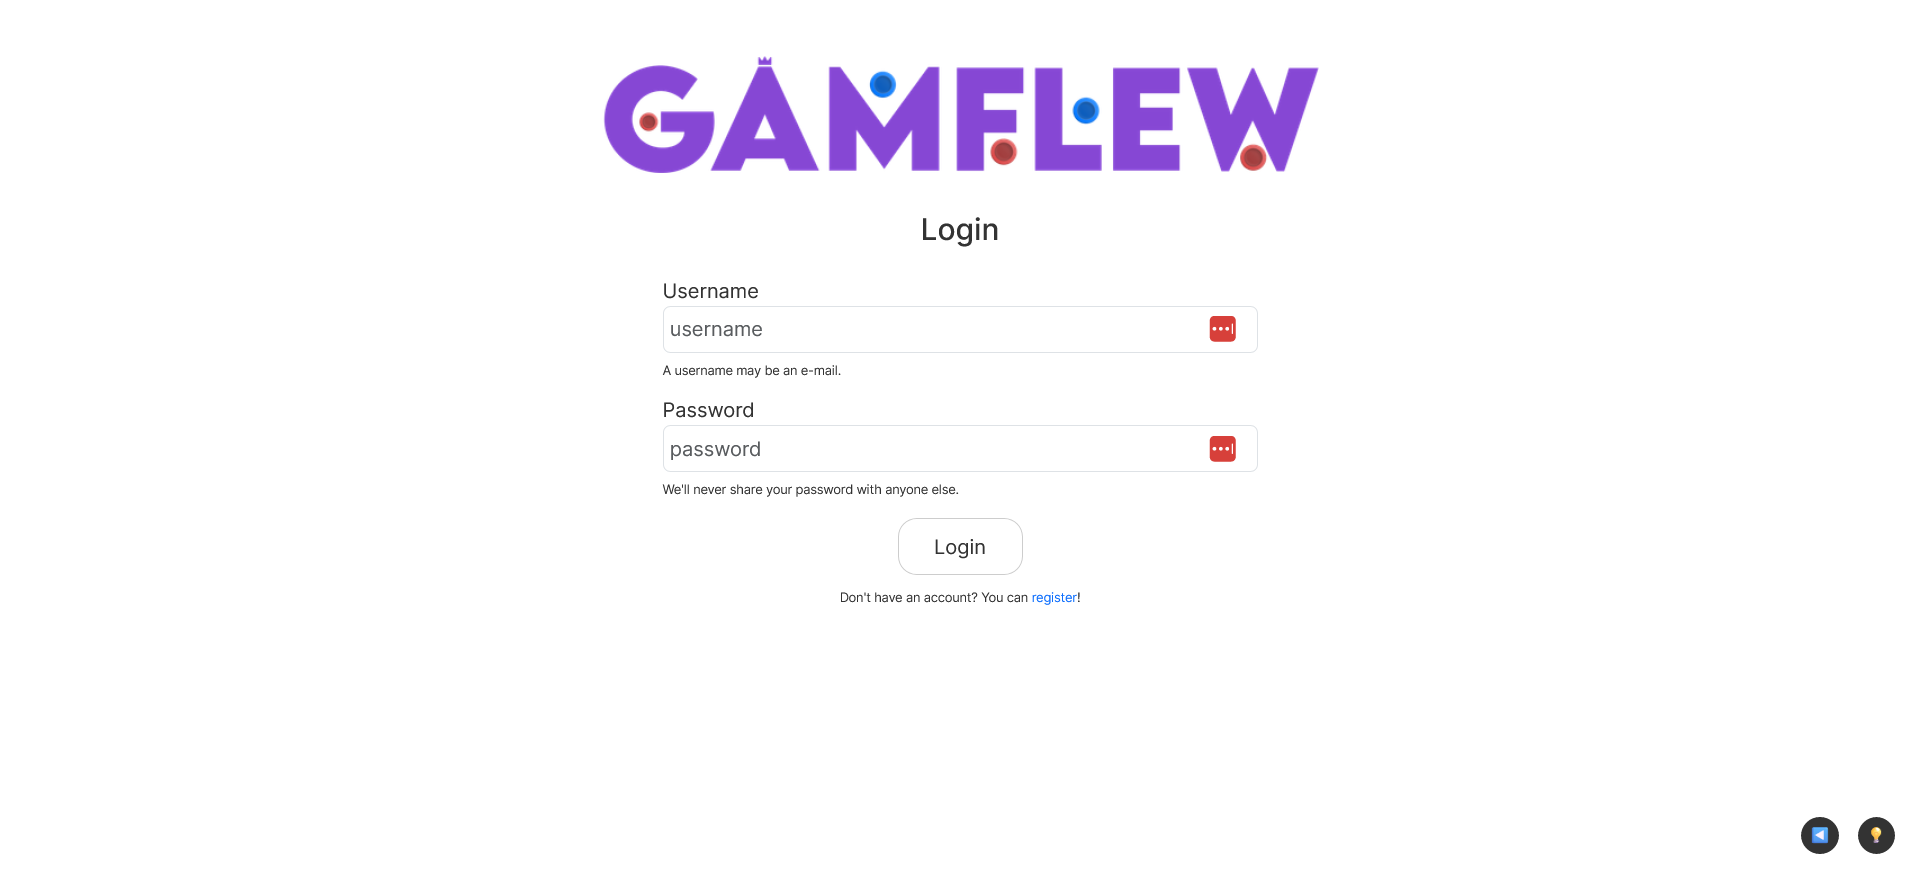 GAMFLEW
Login
Username
username
A username may be an e-mail.
Password
password
We'll never share your password with anyone else.
Login
Don't have an account? You can register!